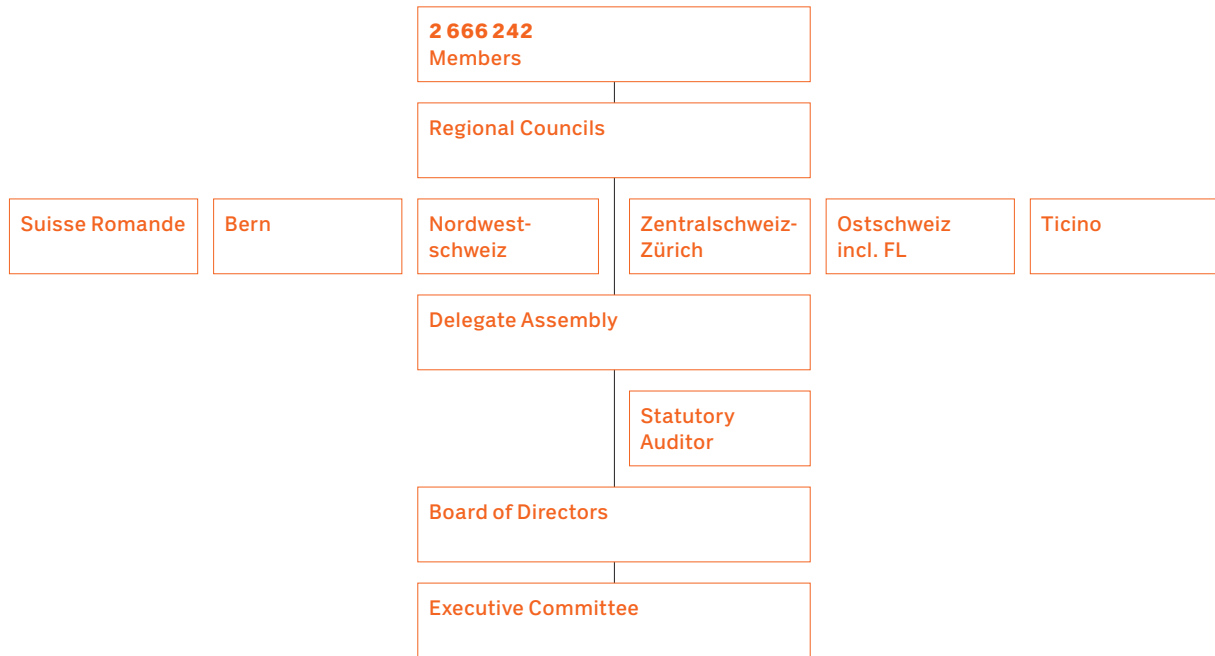 2 666 242
Members
Regional Councils
Suisse Romande
Bern
Nordwest-
schweiz
Zentralschweiz-
Zürich
Ostschweiz
incl. FL
Ticino
Delegate Assembly
Statutory
Auditor
Board of Directors
Executive Committee